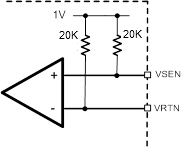 1V
20K 20K
+ VSEN
- VRTN